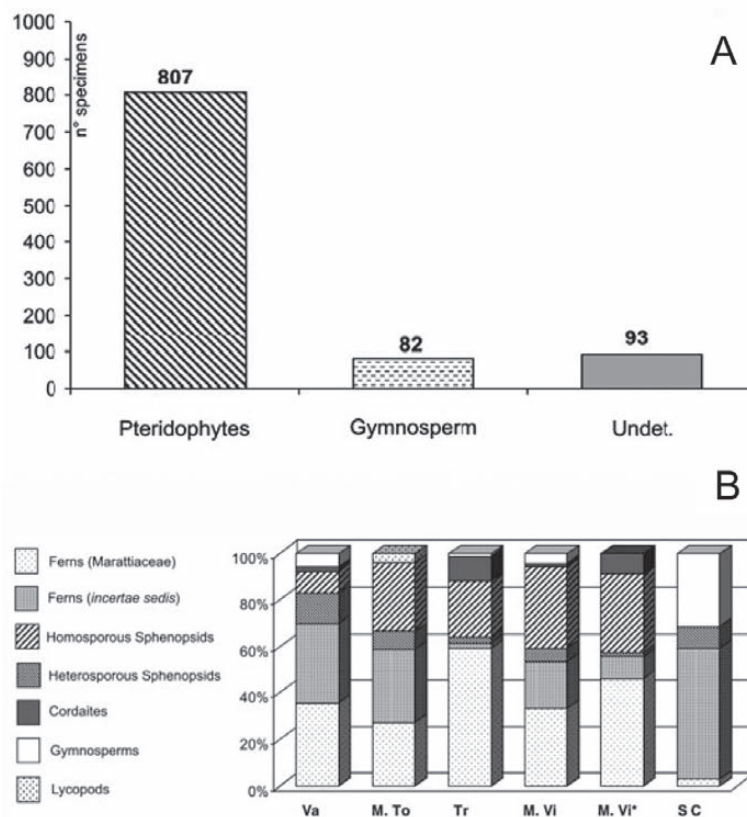 A
n° specimens
1000
900
800
700
600
500
400
300
200
100
0
807
82
93
Pteridophytes
Gymnosperm
Undet.
B
Ferns (Marattiaceae)
Ferns (incertae sedis)
Homosporous Sphenopsids
Heterosporous Sphenopsids
Cordaites
Gymnosperms
Lycopods
100%
80%
60%
40%
20%
0%
Va
M. To
Tr
M. Vi
M. Vi*
S C